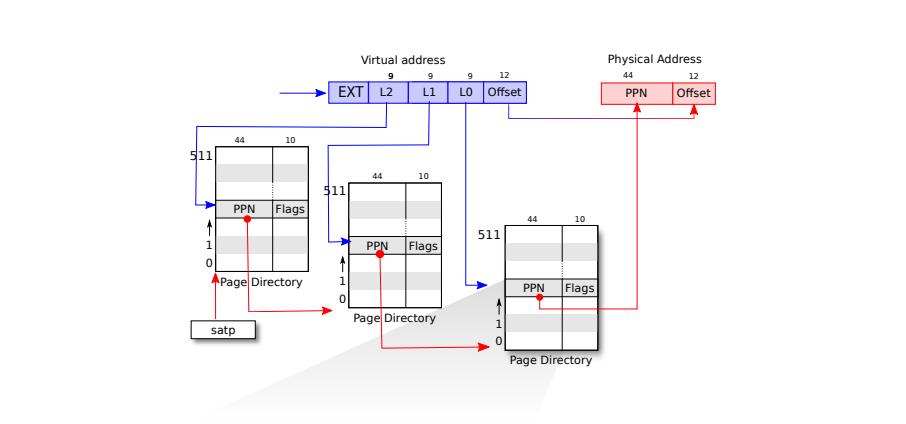 Virtual address
Physical Address
9 9 9 12
44 12
EXT L2 L1 L0 Offset
PPN Offset
44 10
511
PPN Flags
1
0
Page Directory
satp
44 10
511
PPN Flags
1
0
Page Directory
44 10
511
PPN Flags
1
0
Page Directory